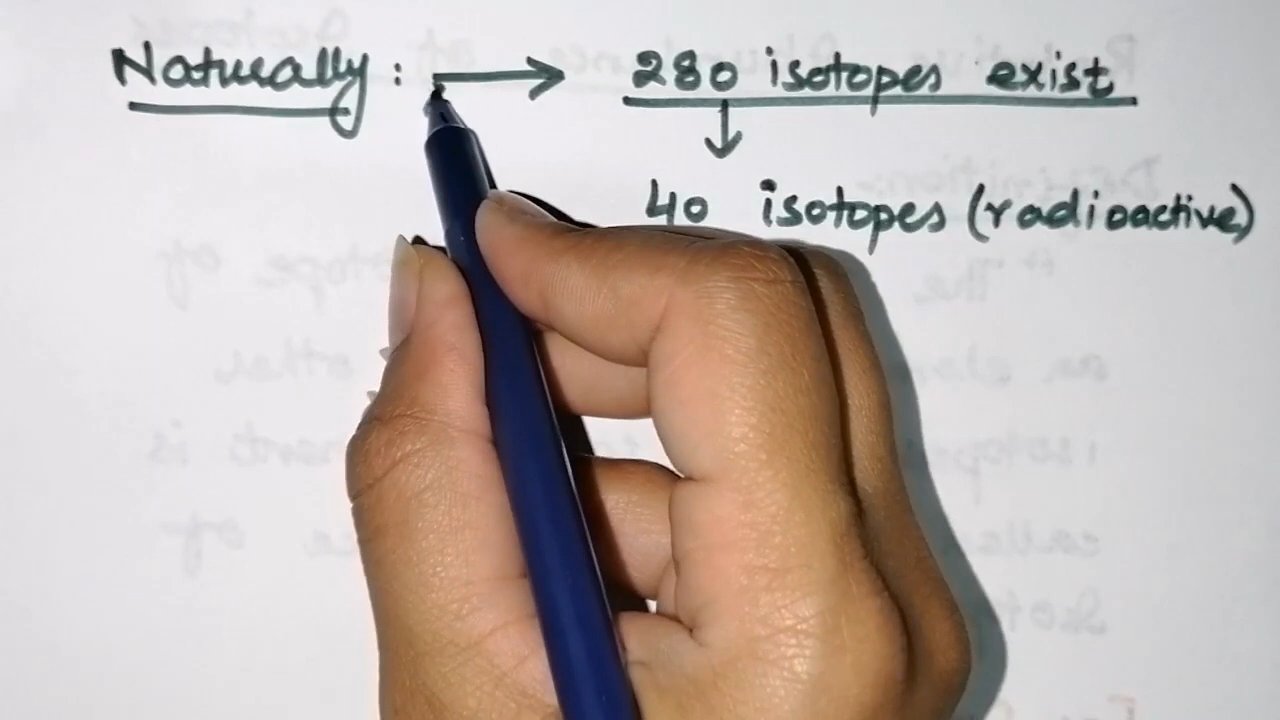 Naturally : → 280 isotopes exist
↓
40 isotopes (radioactive)